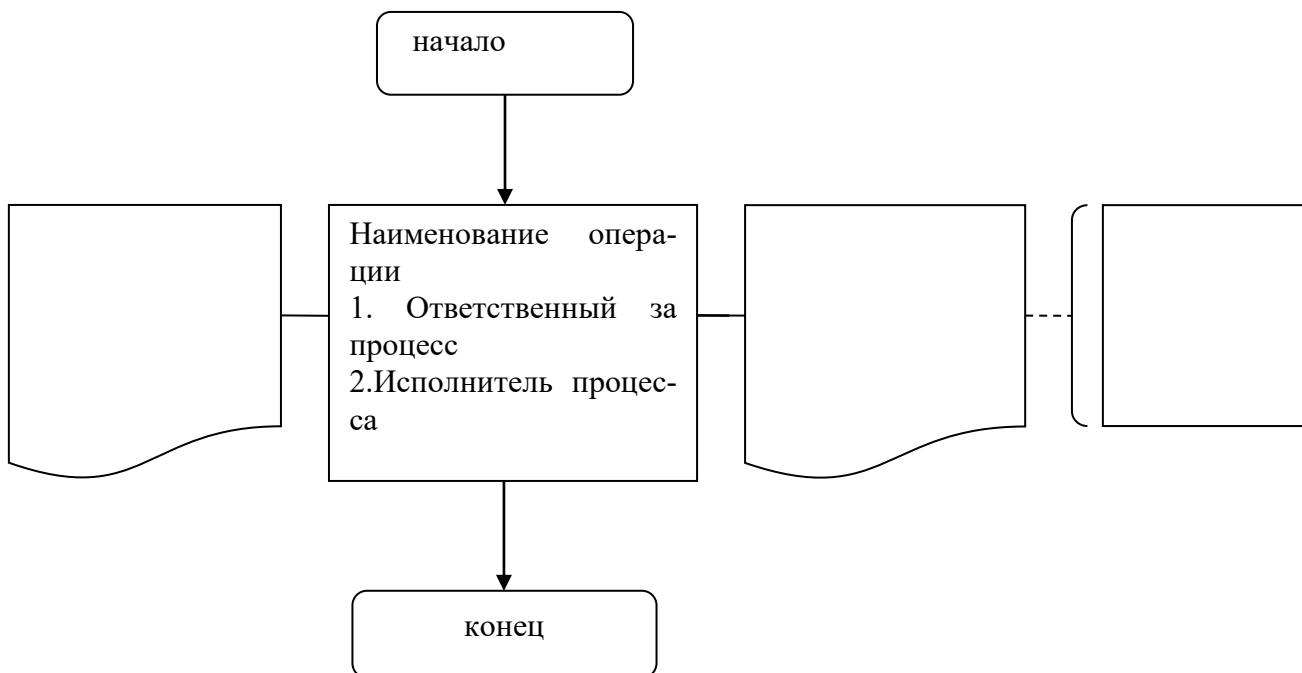 начало
Наименование опера-
ции
1. Ответственный за
процесс
2.Исполнитель процес-
са
конец